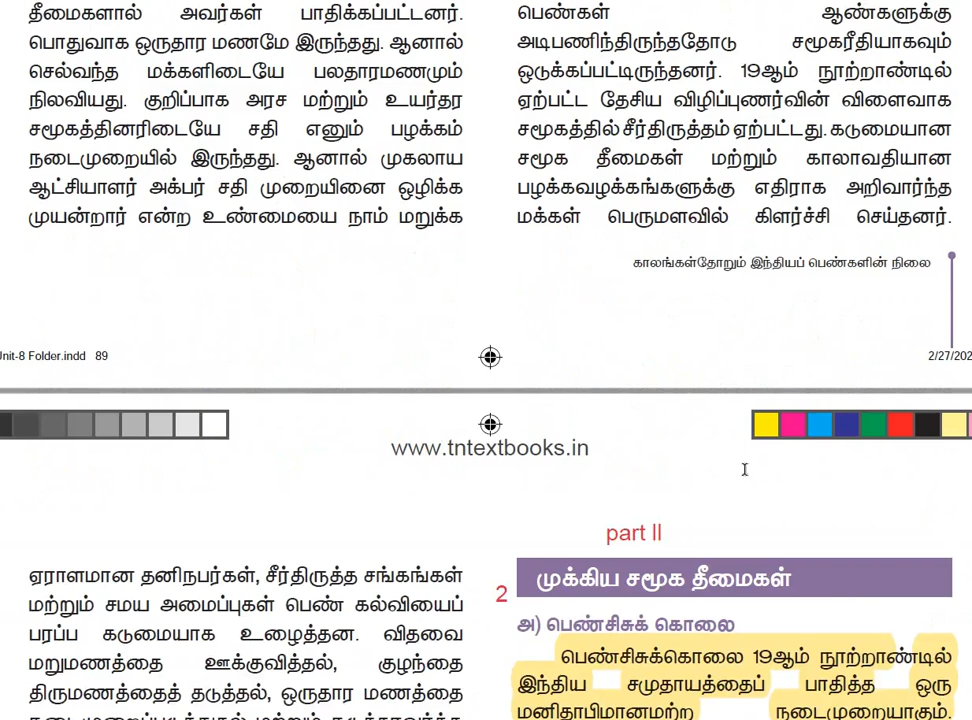 தீமைகளால் அவர்கள் பாதிக்கப்பட்டனர்.
பொதுவாக ஒருதார மணமே இருந்தது. ஆனால்
செல்வந்த மக்களிடையே பலதாரமணமும்
நிலவியது. குறிப்பாக அரச மற்றும் உயர்தர
சமூகத்தினரிடையே சதி எனும் பழக்கம்
நடைமுறையில் இருந்தது. ஆனால் முகலாய
ஆட்சியாளர் அக்பர் சதி முறையினை ஒழிக்க
முயன்றார் என்ற உண்மையை நாம் மறுக்க
பெண்கள் ஆண்களுக்கு
அடிபணிந்திருந்ததோடு சமூகரீதியாகவும்
ஒடுக்கப்பட்டிருந்தனர். 19ஆம் நூற்றாண்டில்
ஏற்பட்ட தேசிய விழிப்புணர்வின் விளைவாக
சமூகத்தில் சீர்திருத்தம் ஏற்பட்டது. கடுமையான
சமூக தீமைகள் மற்றும் காலாவதியான
பழக்கவழக்கங்களுக்கு எதிராக அறிவார்ந்த
மக்கள் பெருமளவில் கிளர்ச்சி செய்தனர்.
காலங்கள்தோறும் இந்தியப் பெண்களின் நிலை
Unit-8 Folder.indd 89
2/27/202
www.tntextbooks.in
ஏராளமான தனிநபர்கள், சீர்திருத்த சங்கங்கள்
மற்றும் சமய அமைப்புகள் பெண் கல்வியைப்
பரப்ப கடுமையாக உழைத்தன. விதவை
மறுமணத்தை ஊக்குவித்தல், குழந்தை
திருமணத்தைத் தடுத்தல், ஒருதார மணத்தை
part II
2 முக்கிய சமூக தீமைகள்
அ) பெண்சிசுக் கொலை
பெண்சிசுக்கொலை 19ஆம் நூற்றாண்டில்
இந்திய சமுதாயத்தைப் பாதித்த ஒரு
மனிதாபிமானமற்ற நடைமுறையாகும்.